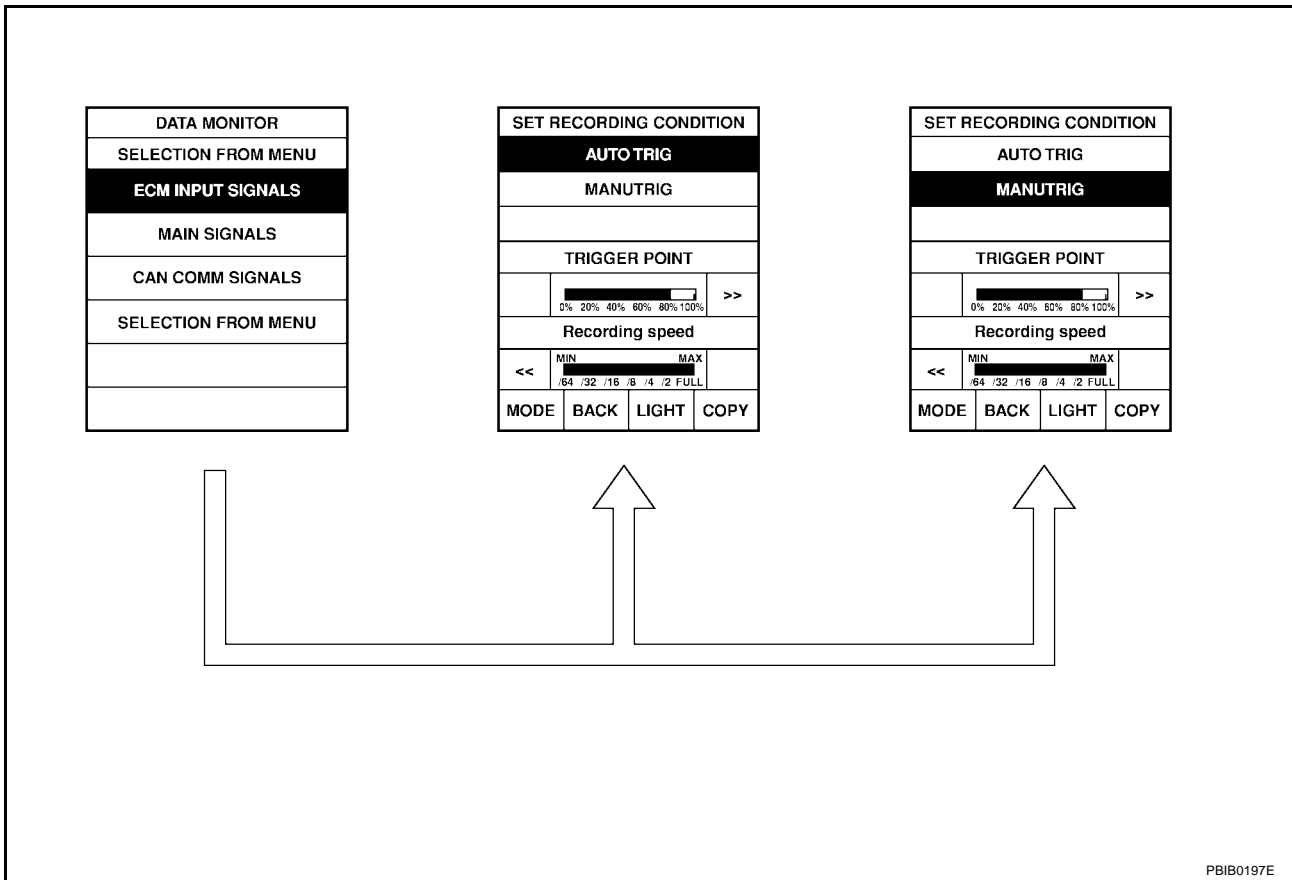 DATA MONITOR
SELECTION FROM MENU
ECM INPUT SIGNALS
MAIN SIGNALS
CAN COMM SIGNALS
SELECTION FROM MENU
SET RECORDING CONDITION
AUTO TRIG
MANUTRIG
TRIGGER POINT
>>
0% 20% 40% 60% 80% 100%
Recording speed
MIN MAX
<<
/64 /32 /16 /8 /4 /2 FULL
MODE BACK LIGHT COPY
SET RECORDING CONDITION
AUTO TRIG
MANUTRIG
TRIGGER POINT
>>
0% 20% 40% 60% 80% 100%
Recording speed
MIN MAX
<<
/64 /32 /16 /8 /4 /2 FULL
MODE BACK LIGHT COPY
PBIB0197E